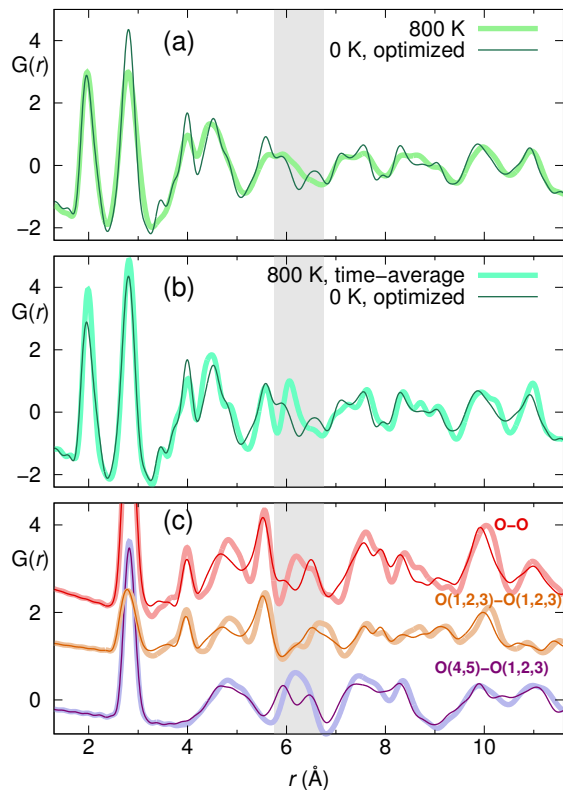 (a)
800 K
0 K, optimized
G(r)
4
2
0
−2
(b)
800 K, time−average
0 K, optimized
G(r)
4
2
0
−2
(c)
O−O
G(r)
4
O(1,2,3)−O(1,2,3)
2
O(4,5)−O(1,2,3)
0
2 4 6 8 10
r (Å)